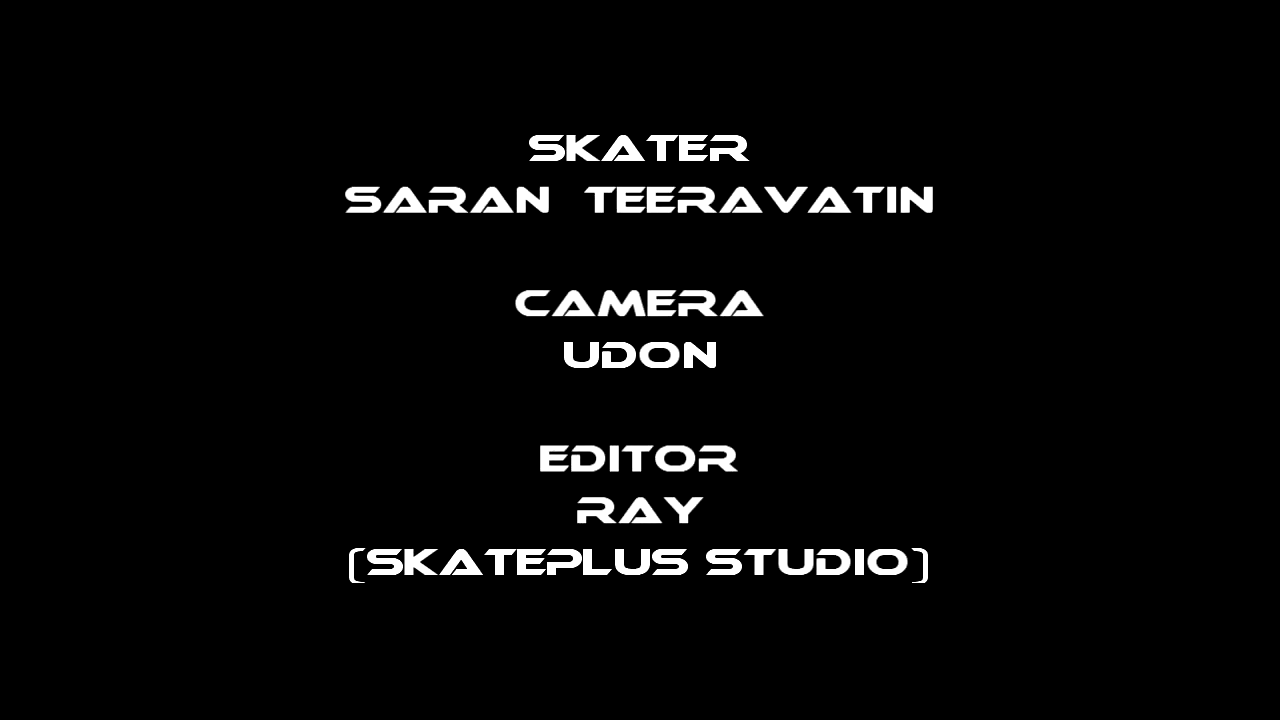 SKATER
SARAN TEERAVATIN
CAMERA
UDON
EDITOR
RAY
(SKATEPLUS STUDIO)